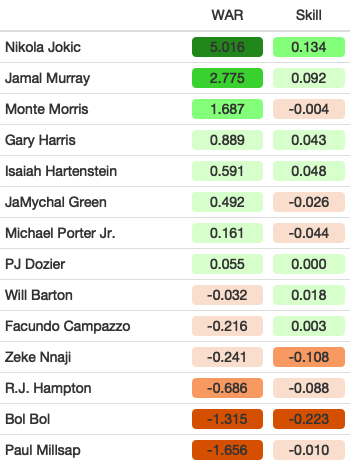 WAR Skill
Nikola Jokic 5.016 0.134
Jamal Murray 2.775 0.092
Monte Morris 1.687 -0.004
Gary Harris 0.889 0.043
Isaiah Hartenstein 0.591 0.048
JaMychal Green 0.492 -0.026
Michael Porter Jr. 0.161 -0.044
PJ Dozier 0.055 0.000
Will Barton -0.032 0.018
Facundo Campazzo -0.216 0.003
Zeke Nnaji -0.241 -0.108
R.J. Hampton -0.686 -0.088
Bol Bol -1.315 -0.223
Paul Millsap -1.656 -0.010